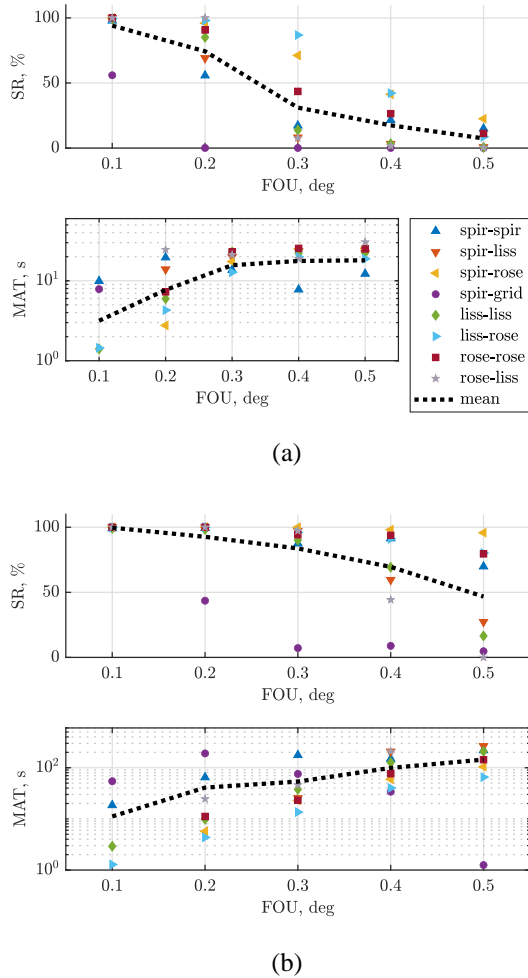 100
50
0
SR, %
0.1 0.2 0.3 0.4 0.5
FOU, deg
10^1
10^0
MAT, s
0.1 0.2 0.3 0.4 0.5
FOU, deg
spir-spir
spir-liss
spir-rose
spir-grid
liss-liss
liss-rose
rose-rose
rose-liss
mean
(a)
100
50
0
SR, %
0.1 0.2 0.3 0.4 0.5
FOU, deg
10^2
10^0
MAT, s
0.1 0.2 0.3 0.4 0.5
FOU, deg
(b)